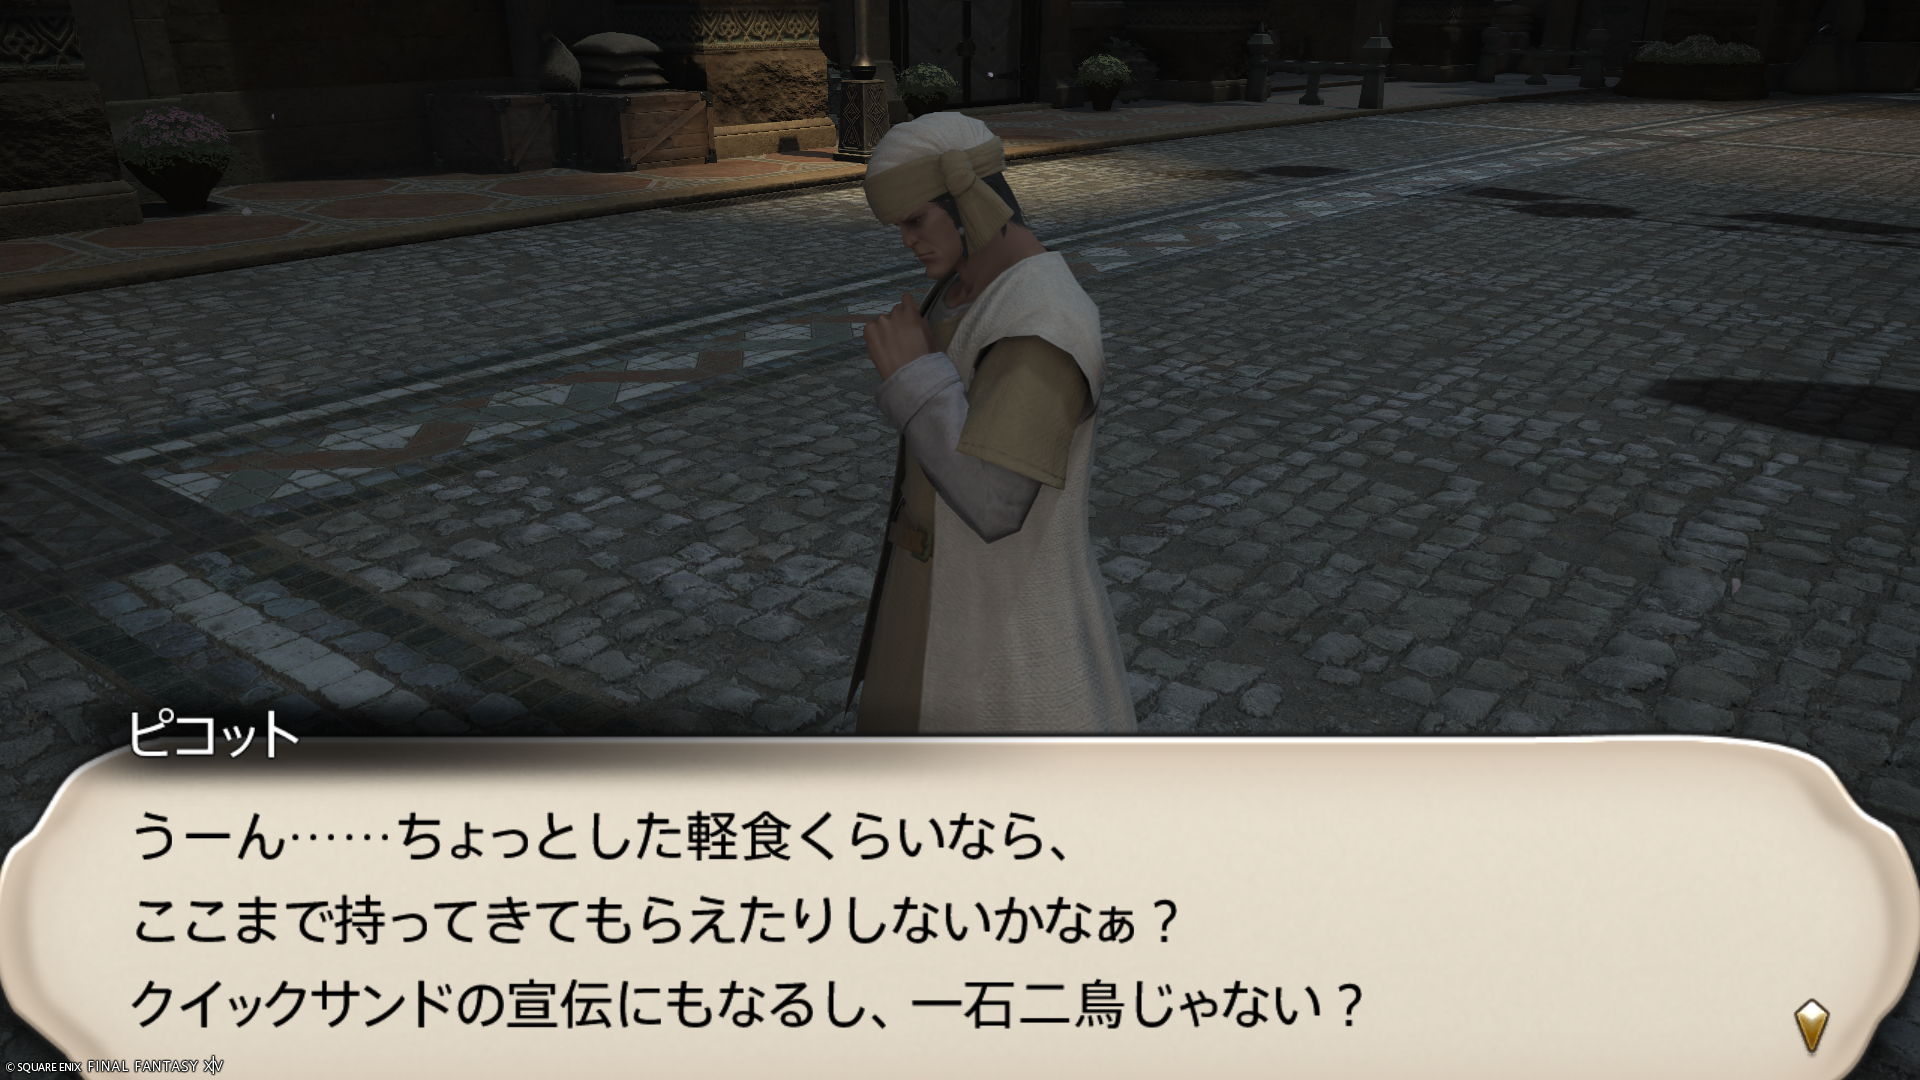 ピコット
うーん……ちょっとした軽食くらいなら、
ここまで持ってきてもらえたりしないかなぁ？
クイックサンドの宣伝にもなるし、一石二鳥じゃない？
© SQUARE ENIX FINAL FANTASY XIV